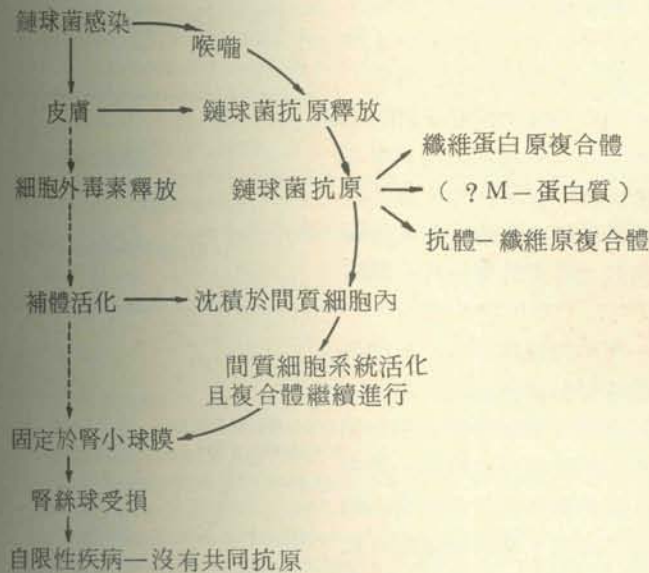 鏈球菌感染
喉嚨
皮膚
鏈球菌抗原釋放
纖維蛋白原複合體
細胞外毒素釋放
鏈球菌抗原
（？M－蛋白質）
抗體－纖維原複合體
補體活化
沈積於間質細胞內
間質細胞系統活化
且複合體繼續進行
固定於腎小球膜
腎絲球受損
自限性疾病—沒有共同抗原